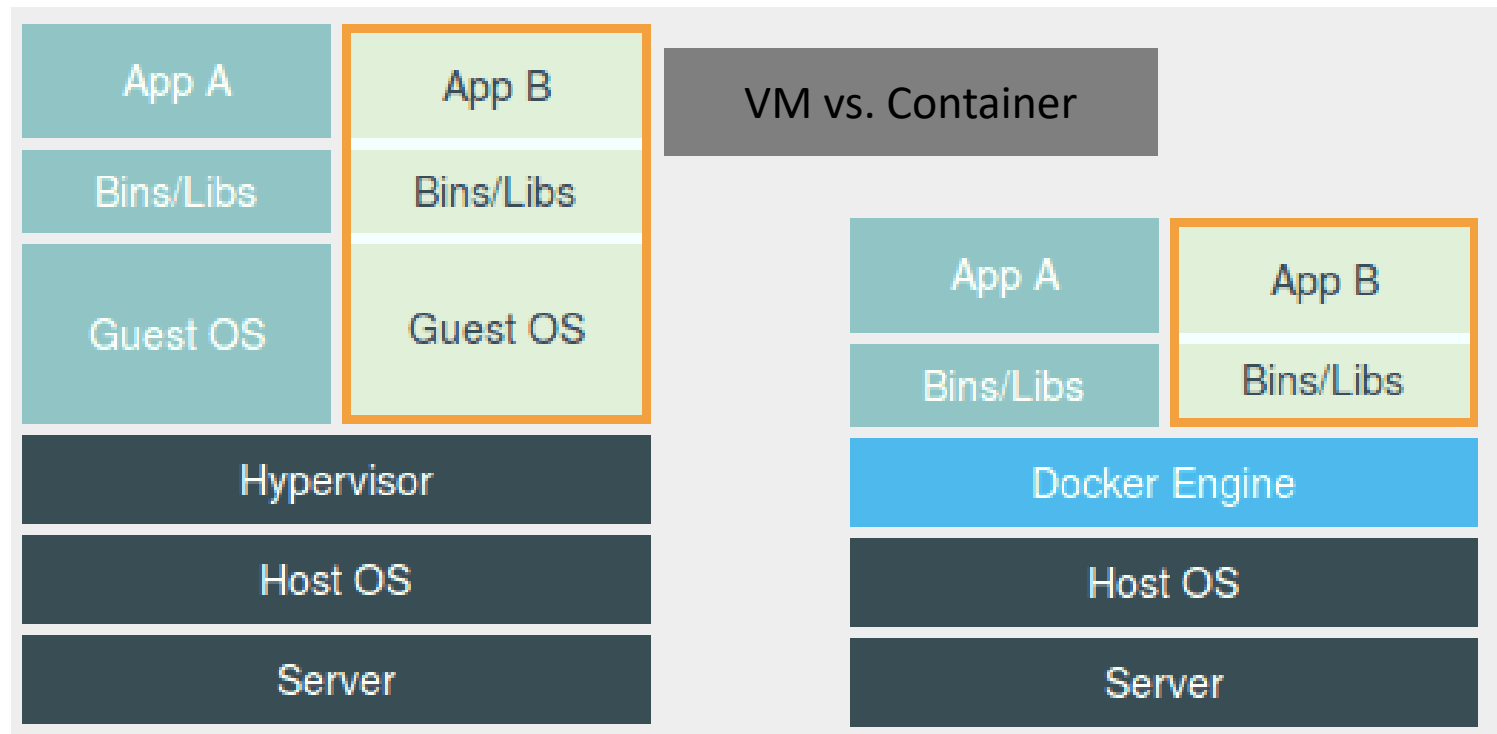 App A
App B
VM vs. Container
Bins/Libs
Bins/Libs
Guest OS
Guest OS
Hypervisor
Host OS
Server
App A
App B
Bins/Libs
Bins/Libs
Docker Engine
Host OS
Server